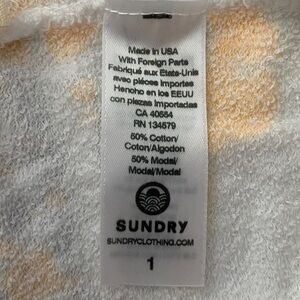 Made in USA
With Foreign Parts
Fabriqué aux Etats-Unis
avec pièces importes
Hencho en los EEUU
con piezas importadas
CA 40554
RN 134579
50% Cotton/
Coton/Algodon
50% Modal/
Modal/Modal
SUNDRY
SUNDRYCLOTHING.COM
1